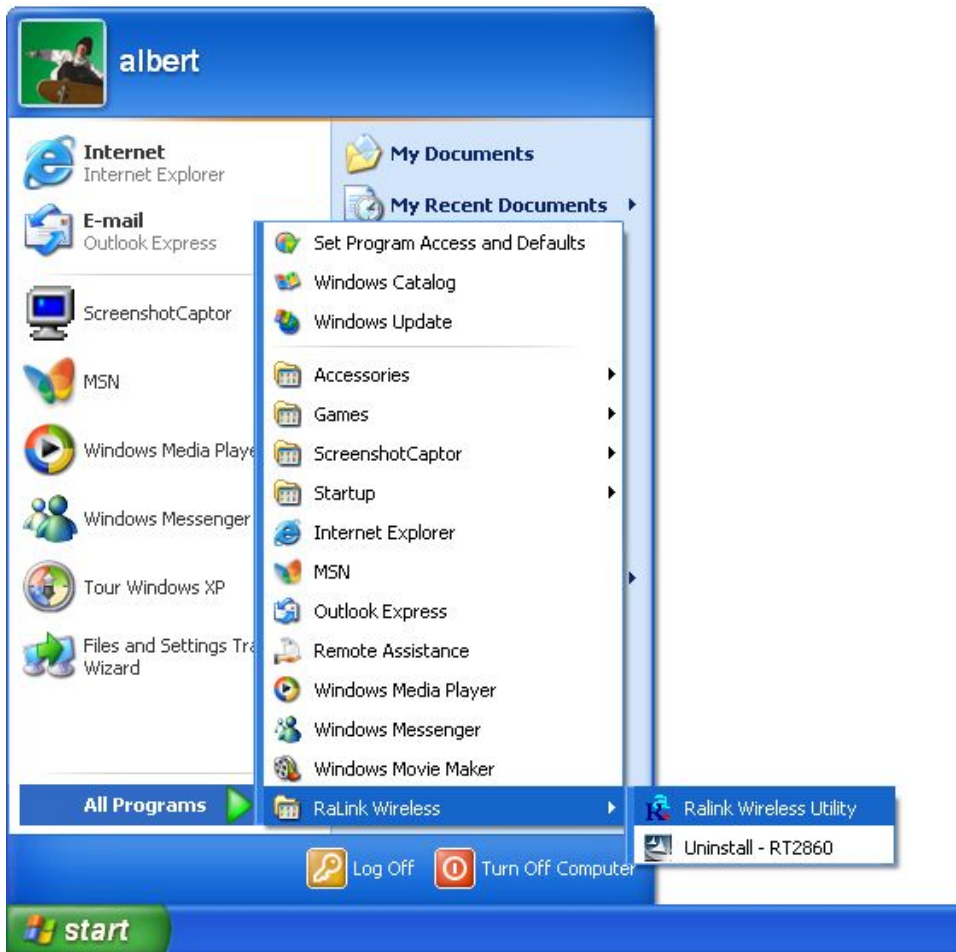 albert
Internet
Internet Explorer
E-mail
Outlook Express
ScreenshotCaptor
MSN
Windows Media Playe
Windows Messenger
Tour Windows XP
Files and Settings Tra
Wizard
All Programs
My Documents
My Recent Documents
Set Program Access and Defaults
Windows Catalog
Windows Update
Accessories
Games
ScreenshotCaptor
Startup
Internet Explorer
MSN
Outlook Express
Remote Assistance
Windows Media Player
Windows Messenger
Windows Movie Maker
RaLink Wireless
Ralink Wireless Utility
Uninstall - RT2860
Log Off
Turn Off Computer
start